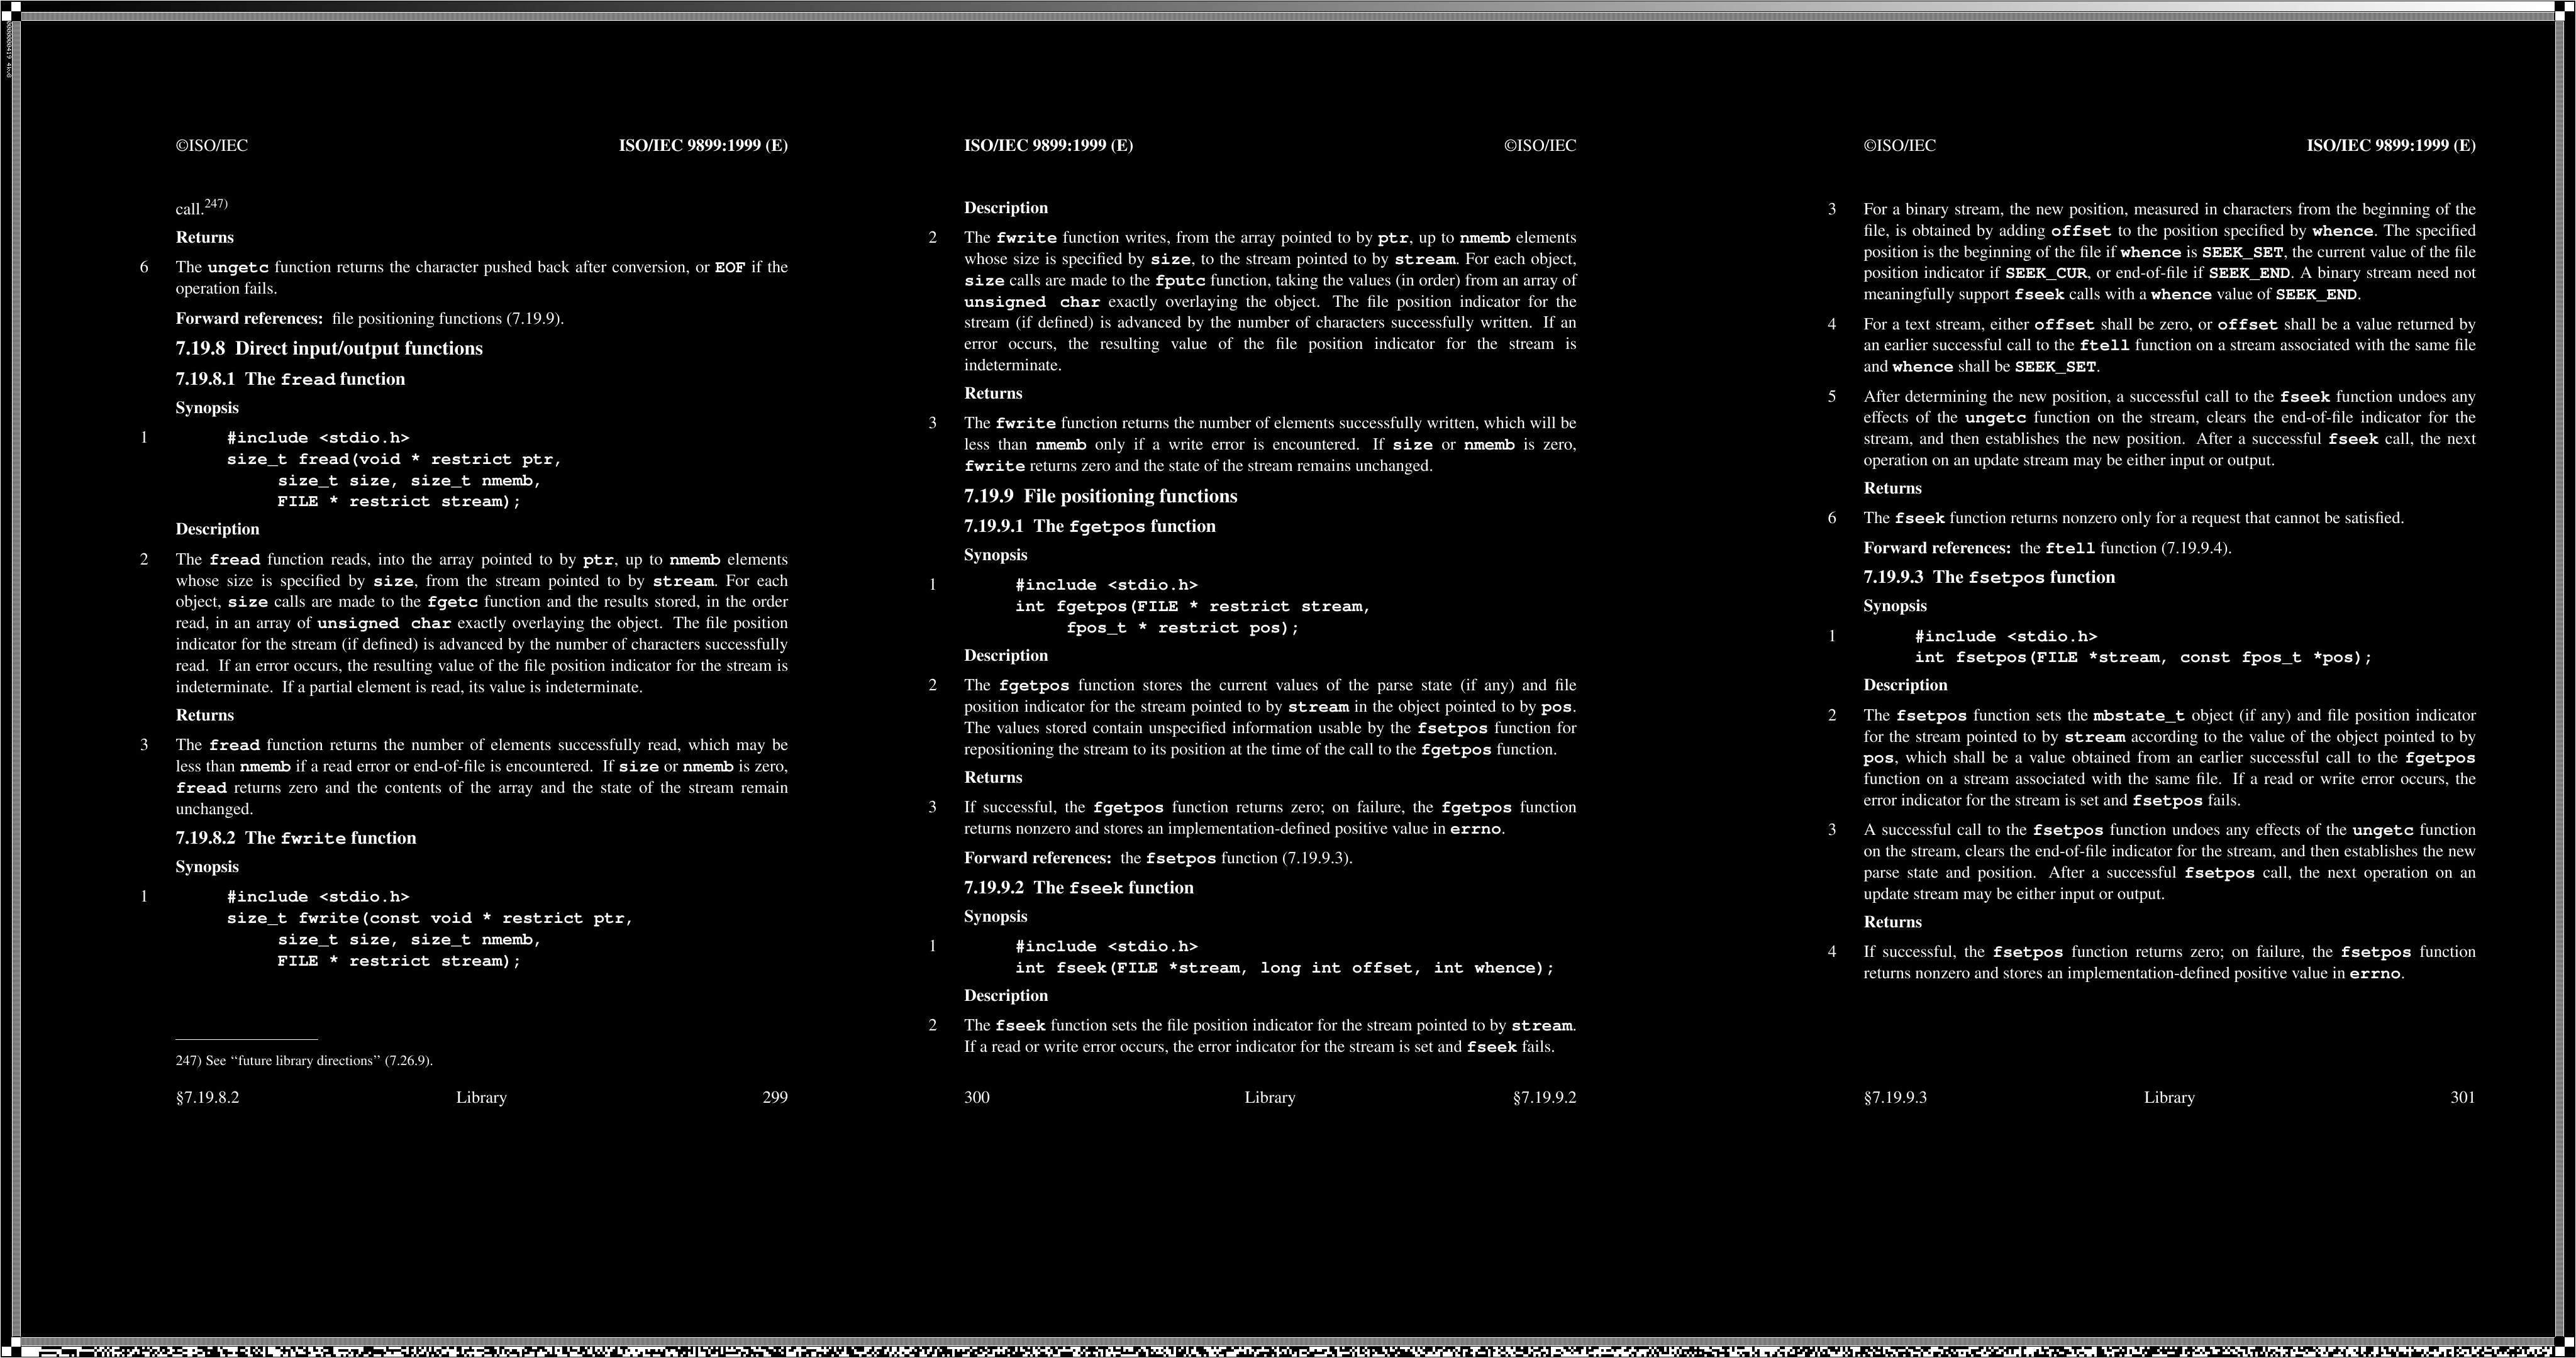 ©ISO/IEC ISO/IEC 9899:1999 (E)
call.247)
Returns
6 The ungetc function returns the character pushed back after conversion, or EOF if the
operation fails.
Forward references: file positioning functions (7.19.9).
7.19.8 Direct input/output functions
7.19.8.1 The fread function
Synopsis
1 #include <stdio.h>
size_t fread(void * restrict ptr,
size_t size, size_t nmemb,
FILE * restrict stream);
Description
2 The fread function reads, into the array pointed to by ptr, up to nmemb elements
whose size is specified by size, from the stream pointed to by stream. For each
object, size calls are made to the fgetc function and the results stored, in the order
read, in an array of unsigned char exactly overlaying the object. The file position
indicator for the stream (if defined) is advanced by the number of characters successfully
read. If an error occurs, the resulting value of the file position indicator for the stream is
indeterminate. If a partial element is read, its value is indeterminate.
Returns
3 The fread function returns the number of elements successfully read, which may be
less than nmemb if a read error or end-of-file is encountered. If size or nmemb is zero,
fread returns zero and the contents of the array and the state of the stream remain
unchanged.
7.19.8.2 The fwrite function
Synopsis
1 #include <stdio.h>
size_t fwrite(const void * restrict ptr,
size_t size, size_t nmemb,
FILE * restrict stream);
247) See ‘‘future library directions’’ (7.26.9).
§7.19.8.2 Library 299
ISO/IEC 9899:1999 (E) ©ISO/IEC
Description
2 The fwrite function writes, from the array pointed to by ptr, up to nmemb elements
whose size is specified by size, to the stream pointed to by stream. For each object,
size calls are made to the fputc function, taking the values (in order) from an array of
unsigned char exactly overlaying the object. The file position indicator for the
stream (if defined) is advanced by the number of characters successfully written. If an
error occurs, the resulting value of the file position indicator for the stream is
indeterminate.
Returns
3 The fwrite function returns the number of elements successfully written, which will be
less than nmemb only if a write error is encountered. If size or nmemb is zero,
fwrite returns zero and the state of the stream remains unchanged.
7.19.9 File positioning functions
7.19.9.1 The fgetpos function
Synopsis
1 #include <stdio.h>
int fgetpos(FILE * restrict stream,
fpos_t * restrict pos);
Description
2 The fgetpos function stores the current values of the parse state (if any) and file
position indicator for the stream pointed to by stream in the object pointed to by pos.
The values stored contain unspecified information usable by the fsetpos function for
repositioning the stream to its position at the time of the call to the fgetpos function.
Returns
3 If successful, the fgetpos function returns zero; on failure, the fgetpos function
returns nonzero and stores an implementation-defined positive value in errno.
Forward references: the fsetpos function (7.19.9.3).
7.19.9.2 The fseek function
Synopsis
1 #include <stdio.h>
int fseek(FILE *stream, long int offset, int whence);
Description
2 The fseek function sets the file position indicator for the stream pointed to by stream.
If a read or write error occurs, the error indicator for the stream is set and fseek fails.
300 Library §7.19.9.2
©ISO/IEC ISO/IEC 9899:1999 (E)
3 For a binary stream, the new position, measured in characters from the beginning of the
file, is obtained by adding offset to the position specified by whence. The specified
position is the beginning of the file if whence is SEEK_SET, the current value of the file
position indicator if SEEK_CUR, or end-of-file if SEEK_END. A binary stream need not
meaningfully support fseek calls with a whence value of SEEK_END.
4 For a text stream, either offset shall be zero, or offset shall be a value returned by
an earlier successful call to the ftell function on a stream associated with the same file
and whence shall be SEEK_SET.
5 After determining the new position, a successful call to the fseek function undoes any
effects of the ungetc function on the stream, clears the end-of-file indicator for the
stream, and then establishes the new position. After a successful fseek call, the next
operation on an update stream may be either input or output.
Returns
6 The fseek function returns nonzero only for a request that cannot be satisfied.
Forward references: the ftell function (7.19.9.4).
7.19.9.3 The fsetpos function
Synopsis
1 #include <stdio.h>
int fsetpos(FILE *stream, const fpos_t *pos);
Description
2 The fsetpos function sets the mbstate_t object (if any) and file position indicator
for the stream pointed to by stream according to the value of the object pointed to by
pos, which shall be a value obtained from an earlier successful call to the fgetpos
function on a stream associated with the same file. If a read or write error occurs, the
error indicator for the stream is set and fsetpos fails.
3 A successful call to the fsetpos function undoes any effects of the ungetc function
on the stream, clears the end-of-file indicator for the stream, and then establishes the new
parse state and position. After a successful fsetpos call, the next operation on an
update stream may be either input or output.
Returns
4 If successful, the fsetpos function returns zero; on failure, the fsetpos function
returns nonzero and stores an implementation-defined positive value in errno.
§7.19.9.3 Library 301